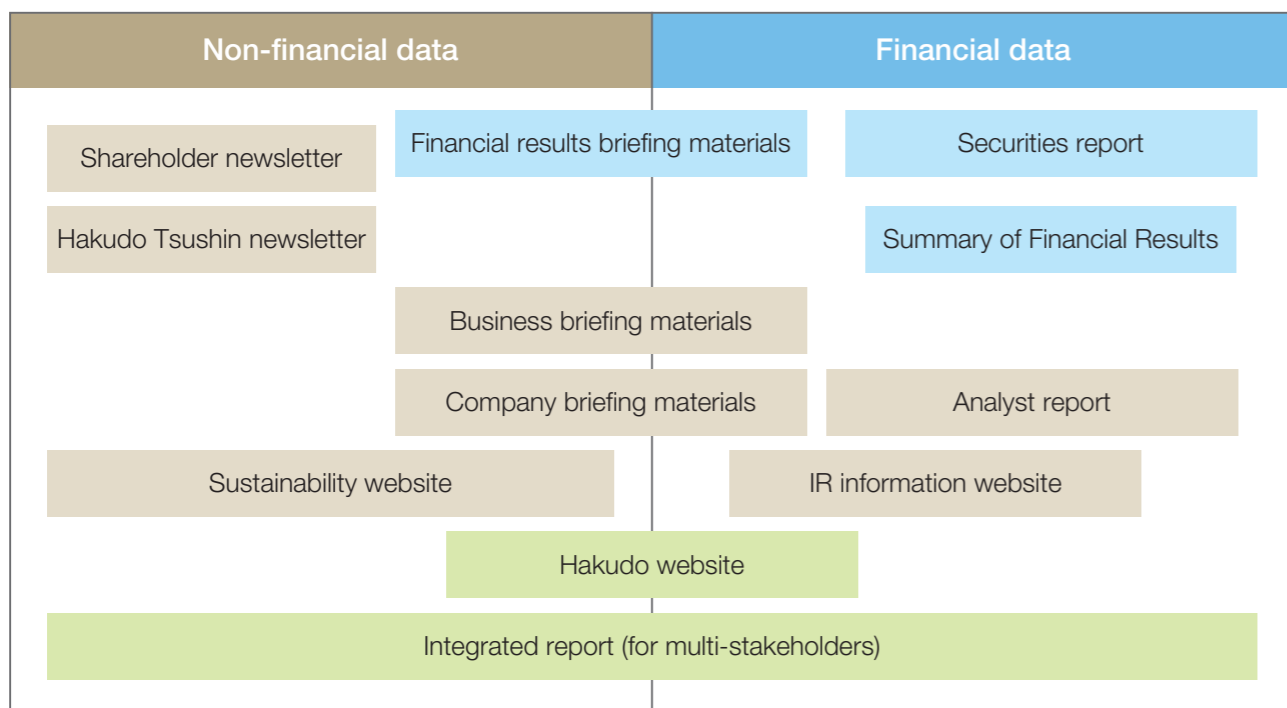 Non-financial data
Financial data
Shareholder newsletter
Financial results briefing materials
Securities report
Hakudo Tsushin newsletter
Summary of Financial Results
Business briefing materials
Company briefing materials
Analyst report
Sustainability website
IR information website
Hakudo website
Integrated report (for multi-stakeholders)